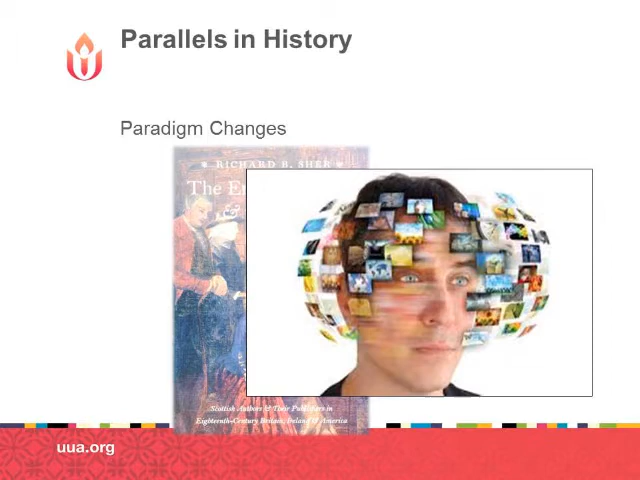 Parallels in History
Paradigm Changes
RICHARD B. SHER
The
&
Scottish Authors & Their Publishers in
Eighteenth-Century Britain, Ireland & America
uua.org